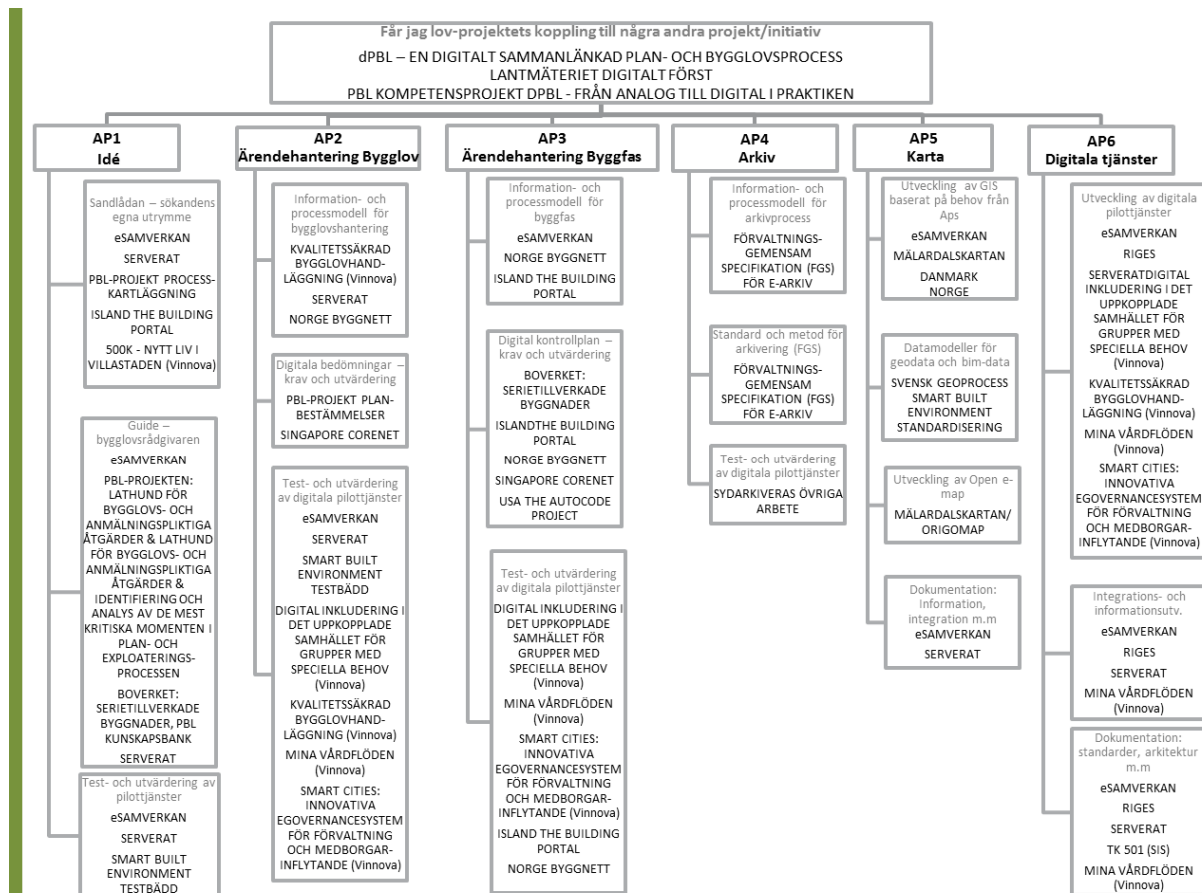 Får jag lov-projektets koppling till några andra projekt/initiativ
dPBL – EN DIGITALT SAMMANLÄNKAD PLAN- OCH BYGGLOVSPROCESS
LANTMÄTERIET DIGITALT FÖRST
PBL KOMPETENSPROJEKT DPBL - FRÅN ANALOG TILL DIGITAL I PRAKTIKEN
AP1
Idé
Sandlådan – sökandens
egna utrymme
eSAMVERKAN
SERVERAT
PBL-PROJEKT PROCESS-
KARTLÄGGNING
ISLAND THE BUILDING
PORTAL
500K - NYTT LIV I
VILLASTADEN (Vinnova)
Guide –
bygglovsrådgivaren
eSAMVERKAN
PBL-PROJEKTEN:
LATHUND FÖR
BYGGLOVS- OCH
ANMÄLNINGSPLIKTIGA
ÅTGÄRDER & LATHUND
FÖR BYGGLOVS- OCH
ANMÄLNINGSPLIKTIGA
ÅTGÄRDER &
IDENTIFIERING OCH
ANALYS AV DE MEST
KRITISKA MOMENTEN I
PLAN- OCH
EXPLOATERINGS-
PROCESSEN
BOVERKET:
SERIETILLVERKADE
BYGGNADER, PBL
KUNSKAPSBANK
SERVERAT
Test- och utvärdering av
pilottjänster
eSAMVERKAN
SERVERAT
SMART BUILT
ENVIRONMENT
TESTBÄDD
AP2
Ärendehantering Bygglov
Information- och
processmodell för
bygglovshantering
KVALITETSSÄKRAD
BYGGLOVHAND-
LÄGGNING (Vinnova)
SERVERAT
NORGE BYGGNETT
Digitala bedömningar –
krav och utvärdering
PBL-PROJEKT PLAN-
BESTÄMMELSER
SINGAPORE CORENET
Test- och utvärdering
av digitala pilottjänster
eSAMVERKAN
SERVERAT
SMART BUILT
ENVIRONMENT
TESTBÄDD
DIGITAL INKLUDERING I
DET UPPKOPPLADE
SAMHÄLLET FÖR
GRUPPER MED
SPECIELLA BEHOV
(Vinnova)
KVALITETSSÄKRAD
BYGGLOVHAND-
LÄGGNING (Vinnova)
MINA VÅRDFLÖDEN
(Vinnova)
SMART CITIES:
INNOVATIVA
EGOVERNANCESYSTEM
FÖR FÖRVALTNING
OCH MEDBORGAR-
INFLYTANDE (Vinnova)
AP3
Ärendehantering Byggfas
Information- och
processmodell för
byggfas
eSAMVERKAN
NORGE BYGGNETT
ISLAND THE BUILDING
PORTAL
Digital kontrollplan –
krav och utvärdering
BOVERKET:
SERIETILLVERKADE
BYGGNADER
ISLANDTHE BUILDING
PORTAL
NORGE BYGGNETT
SINGAPORE CORENET
USA THE AUTOCODE
PROJECT
Test- och utvärdering
av digitala pilottjänster
DIGITAL INKLUDERING I
DET UPPKOPPLADE
SAMHÄLLET FÖR
GRUPPER MED
SPECIELLA BEHOV
(Vinnova)
MINA VÅRDFLÖDEN
(Vinnova)
SMART CITIES:
INNOVATIVA
EGOVERNANCESYSTEM
FÖR FÖRVALTNING
OCH MEDBORGAR-
INFLYTANDE (Vinnova)
ISLAND THE BUILDING
PORTAL
NORGE BYGGNETT
AP4
Arkiv
Information- och
processmodell för
arkivprocess
FÖRVALTNINGS-
GEMENSAM
SPECIFIKATION (FGS)
FÖR E-ARKIV
Standard och metod för
arkivering (FGS)
FÖRVALTNINGS-
GEMENSAM
SPECIFIKATION (FGS)
FÖR E-ARKIV
Test- och utvärdering
av digitala pilottjänster
SYDARKIVERAS ÖVRIGA
ARBETE
AP5
Karta
Utveckling av GIS
baserat på behov från
Aps
eSAMVERKAN
MÄLARDALSKARTAN
DANMARK
NORGE
Datamodeller för
geodata och bim-data
SVENSK GEOPROCESS
SMART BUILT
ENVIRONMENT
STANDARDISERING
Utveckling av Open e-
map
MÄLARDALSKARTAN/
ORIGOMAP
Dokumentation:
Information,
integration m.m
eSAMVERKAN
SERVERAT
AP6
Digitala tjänster
Utveckling av digitala
pilottjänster
eSAMVERKAN
RIGES
SERVERATDIGITAL
INKLUDERING I DET
UPPKOPPLADE
SAMHÄLLET FÖR
GRUPPER MED
SPECIELLA BEHOV
(Vinnova)
KVALITETSSÄKRAD
BYGGLOVHAND-
LÄGGNING (Vinnova)
MINA VÅRDFLÖDEN
(Vinnova)
SMART CITIES:
INNOVATIVA
EGOVERNANCESYSTEM
FÖR FÖRVALTNING
OCH MEDBORGAR-
INFLYTANDE (Vinnova)
Integrations- och
informationsutv.
eSAMVERKAN
RIGES
SERVERAT
MINA VÅRDFLÖDEN
(Vinnova)
Dokumentation:
standarder, arkitektur
m.m
eSAMVERKAN
RIGES
SERVERAT
TK 501 (SIS)
MINA VÅRDFLÖDEN
(Vinnova)